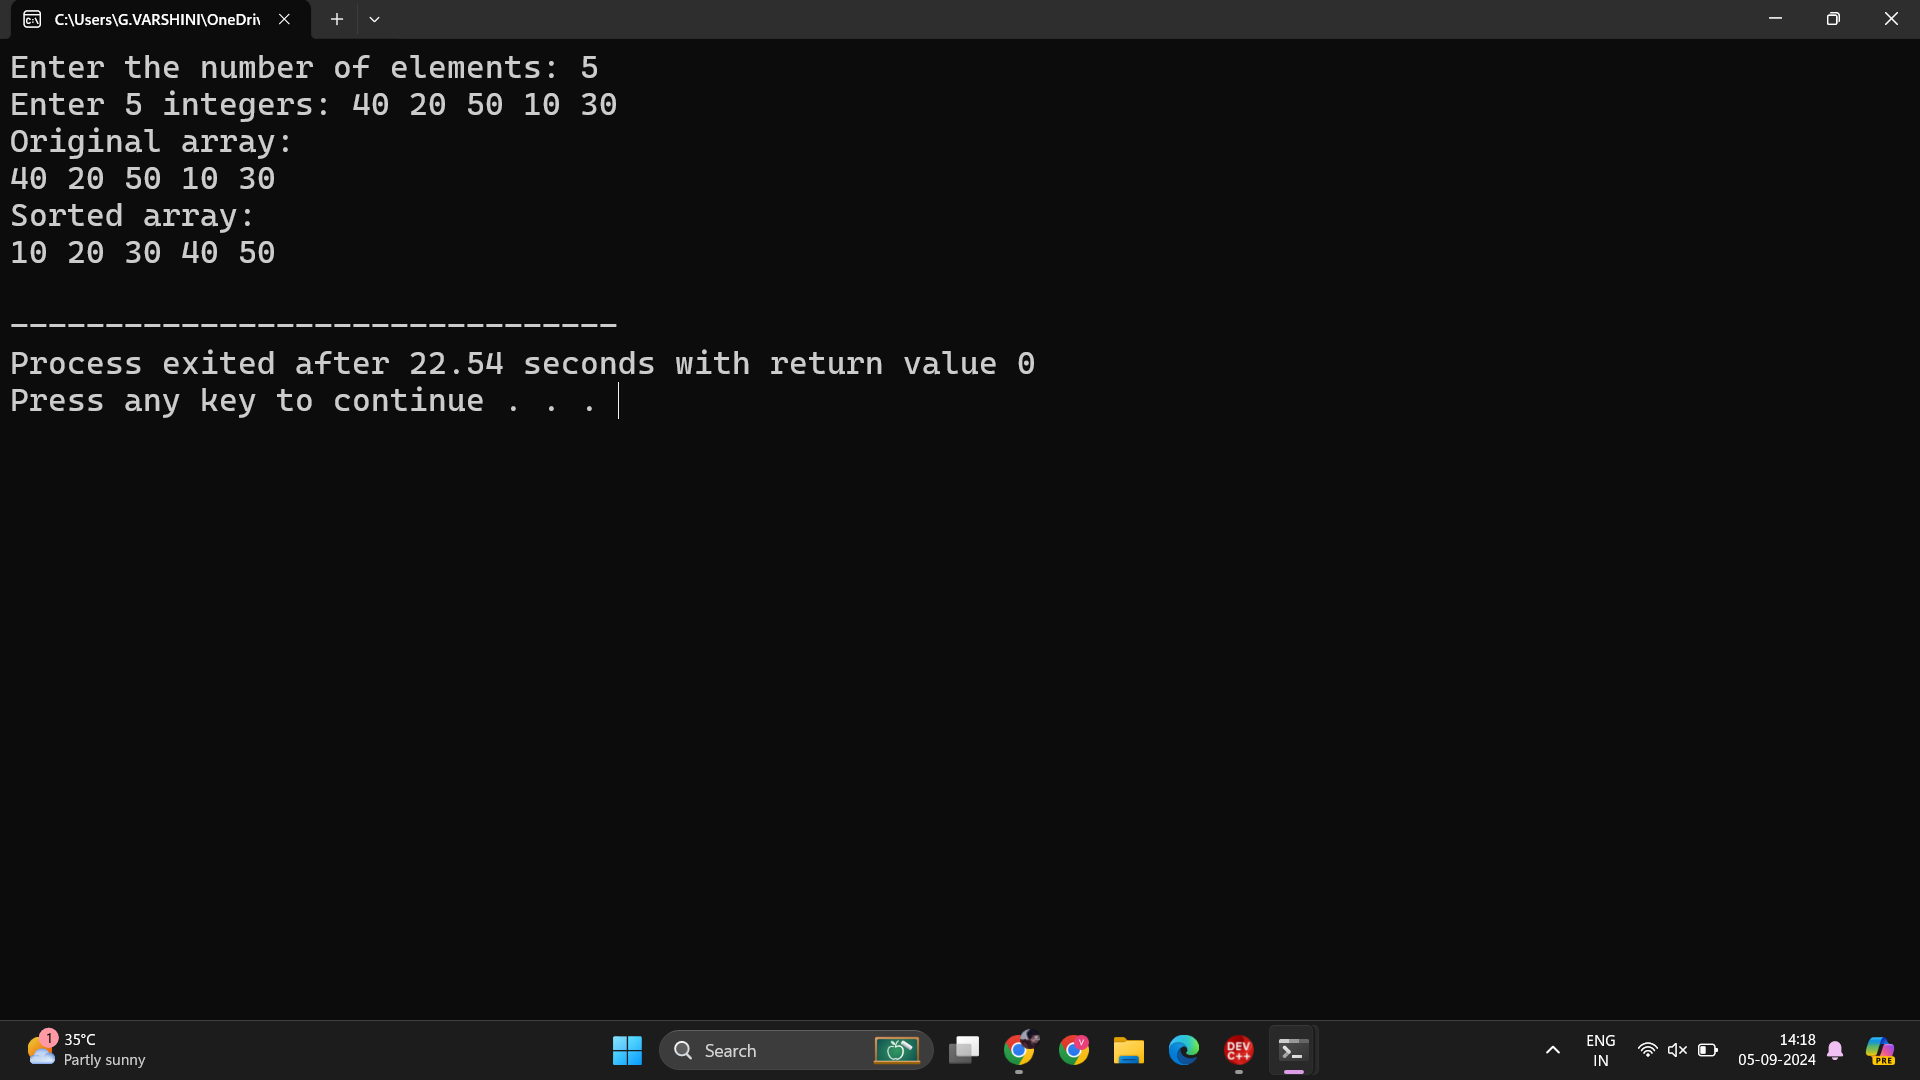 C:\Users\G.VARSHINI\OneDri
Enter the number of elements: 5
Enter 5 integers: 40 20 50 10 30
Original array:
40 20 50 10 30
Sorted array:
10 20 30 40 50
--------------------------------
Process exited after 22.54 seconds with return value 0
Press any key to continue . . .
1
35°C
Partly sunny
Search
V
DEV
C++
ENG
IN
14:18
05-09-2024
PRE